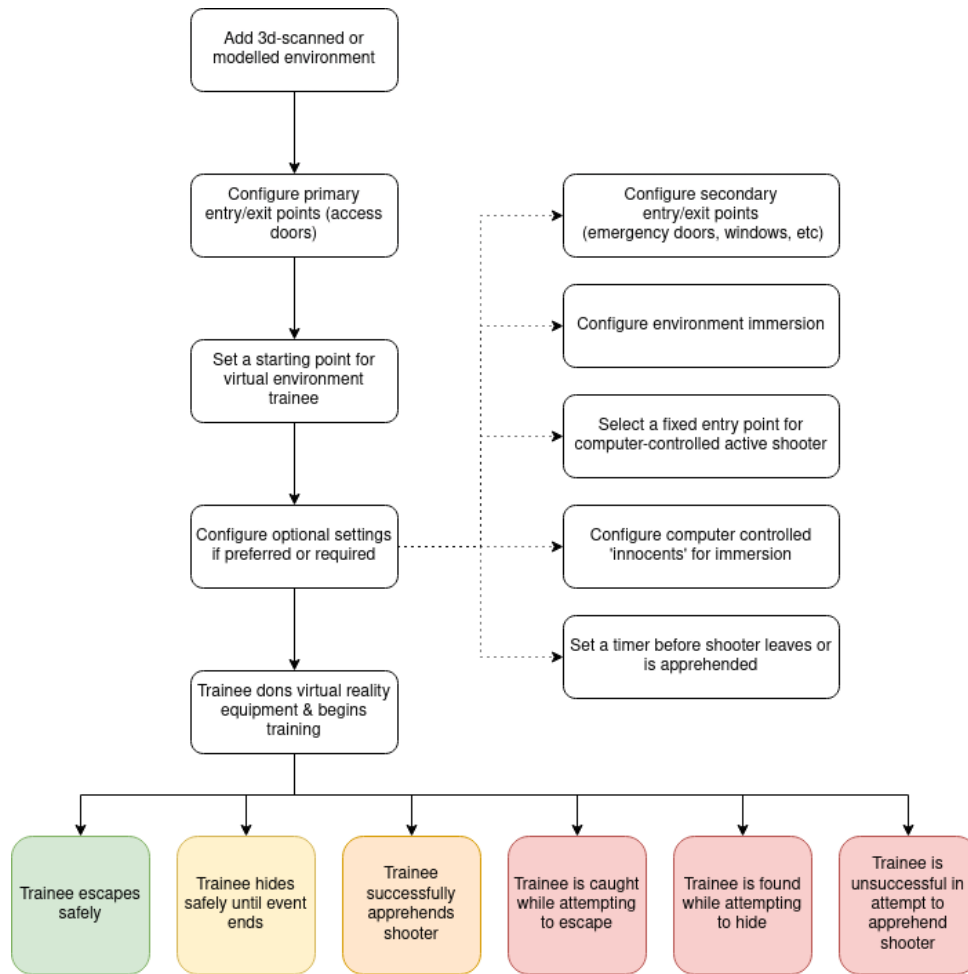 Add 3d-scanned or
modelled environment
Configure primary
entry/exit points (access
doors)
Configure secondary
entry/exit points
(emergency doors, windows, etc)
Configure environment immersion
Set a starting point for
virtual environment
trainee
Select a fixed entry point for
computer-controlled active shooter
Configure optional settings
if preferred or required
Configure computer controlled
'innocents' for immersion
Set a timer before shooter leaves or
is apprehended
Trainee dons virtual reality
equipment & begins
training
Trainee escapes
safely
Trainee hides
safely until event
ends
Trainee
successfully
apprehends
shooter
Trainee is caught
while attempting
to escape
Trainee is found
while attempting
to hide
Trainee is
unsuccessful in
attempt to
apprehend
shooter